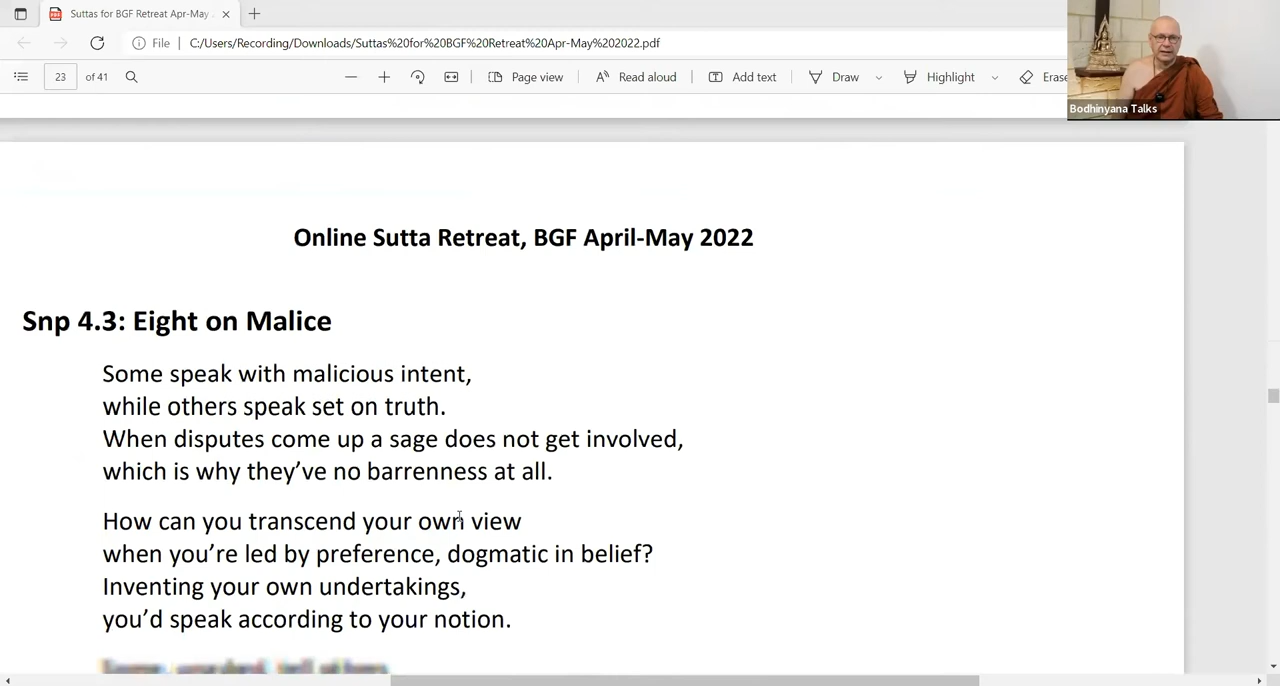 Suttas for BGF Retreat Apr-May
File C:/Users/Recording/Downloads/Suttas%20for%20BGF%20Retreat%20Apr-May%202022.pdf
23 of 41 Page view Read aloud Add text Draw Highlight Erase
Bodhinyana Talks
Online Sutta Retreat, BGF April-May 2022
Snp 4.3: Eight on Malice
Some speak with malicious intent,
while others speak set on truth.
When disputes come up a sage does not get involved,
which is why they’ve no barrenness at all.
How can you transcend your own view
when you’re led by preference, dogmatic in belief?
Inventing your own undertakings,
you’d speak according to your notion.
Some, unasked, tell others